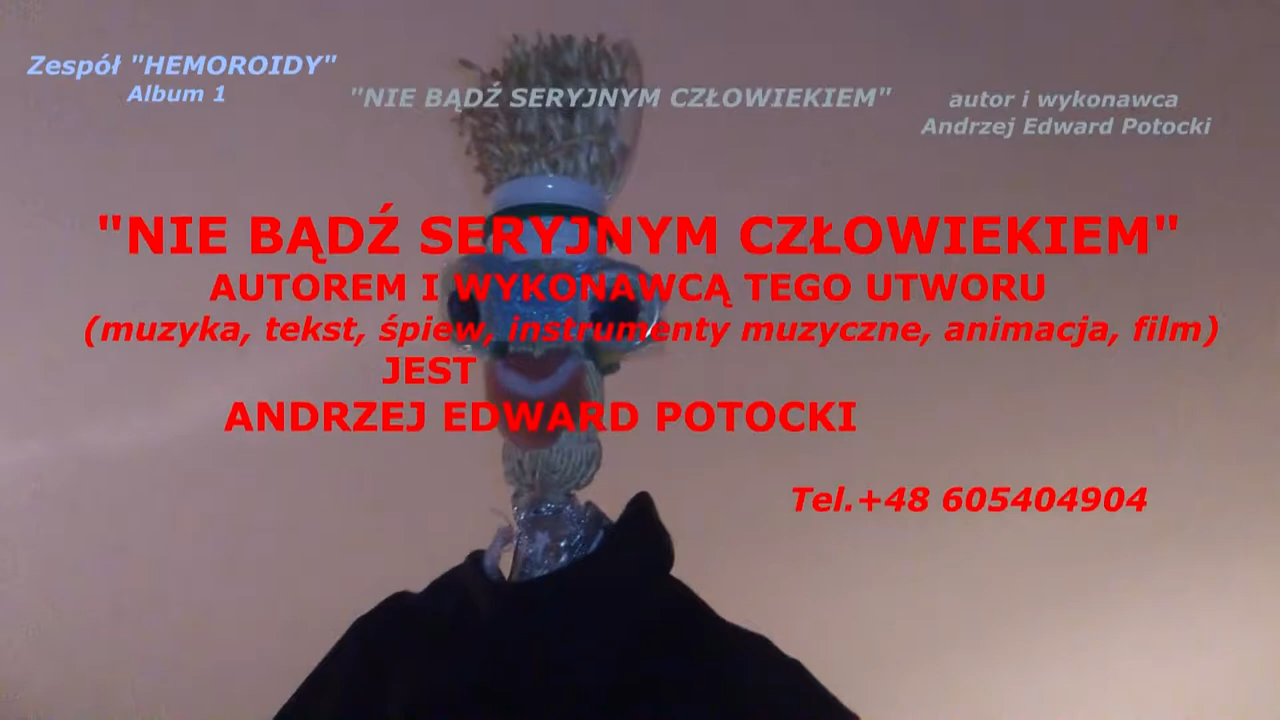 Zespół "HEMOROIDY"
Album 1
"NIE BĄDŹ SERYJNYM CZŁOWIEKIEM"
autor i wykonawca
Andrzej Edward Potocki
"NIE BĄDŹ SERYJNYM CZŁOWIEKIEM"
AUTOREM I WYKONAWCĄ TEGO UTWORU
(muzyka, tekst, śpiew, instrumenty muzyczne, animacja, film)
JEST
ANDRZEJ EDWARD POTOCKI
Tel.+48 605404904